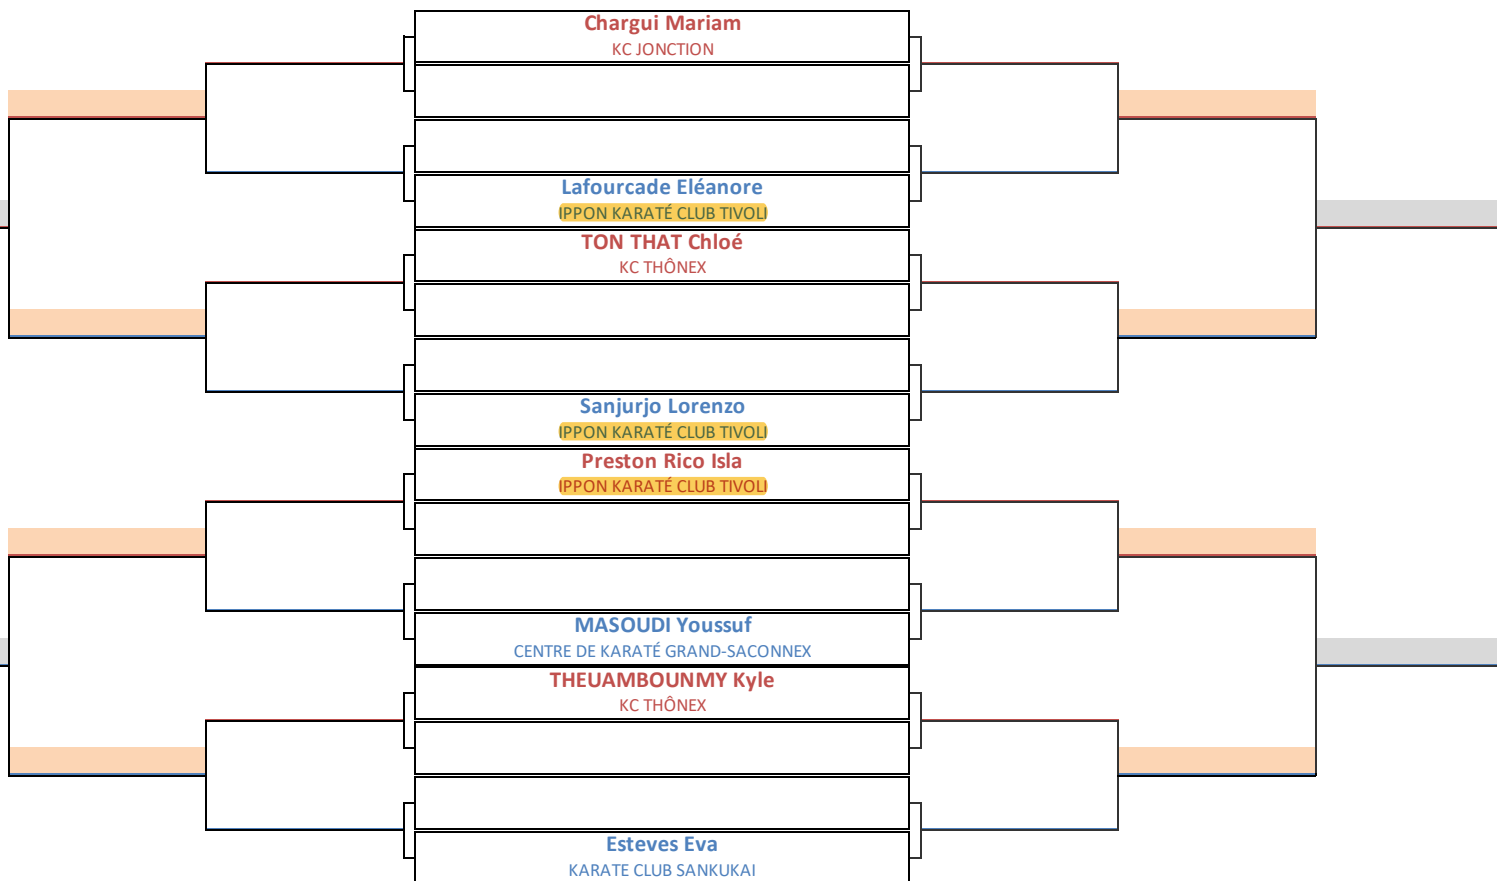 Chargui Mariam
KC JONCTION
Lafourcade Eléanore
IPPON KARATÉ CLUB TIVOLI
TON THAT Chloé
KC THÔNEX
Sanjurjo Lorenzo
IPPON KARATÉ CLUB TIVOLI
Preston Rico Isla
IPPON KARATÉ CLUB TIVOLI
MASOUDI Youssuf
CENTRE DE KARATÉ GRAND-SACONNEX
THEUAMBOUNMY Kyle
KC THÔNEX
Esteves Eva
KARATE CLUB SANKUKAI